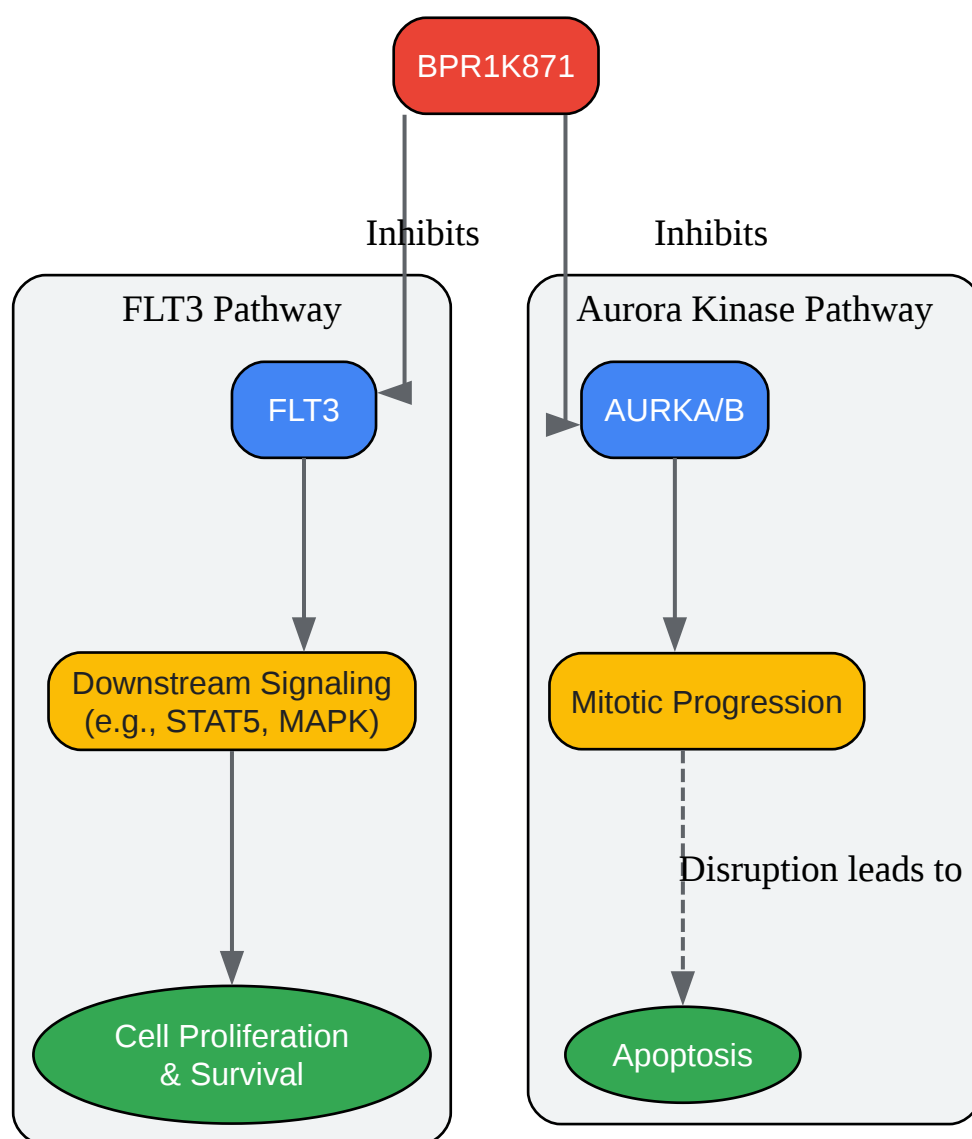 BPR1K871
Inhibits
Inhibits
FLT3 Pathway
Aurora Kinase Pathway
FLT3
AURKA/B
Downstream Signaling
(e.g., STAT5, MAPK)
Mitotic Progression
Disruption leads to
Cell Proliferation
& Survival
Apoptosis